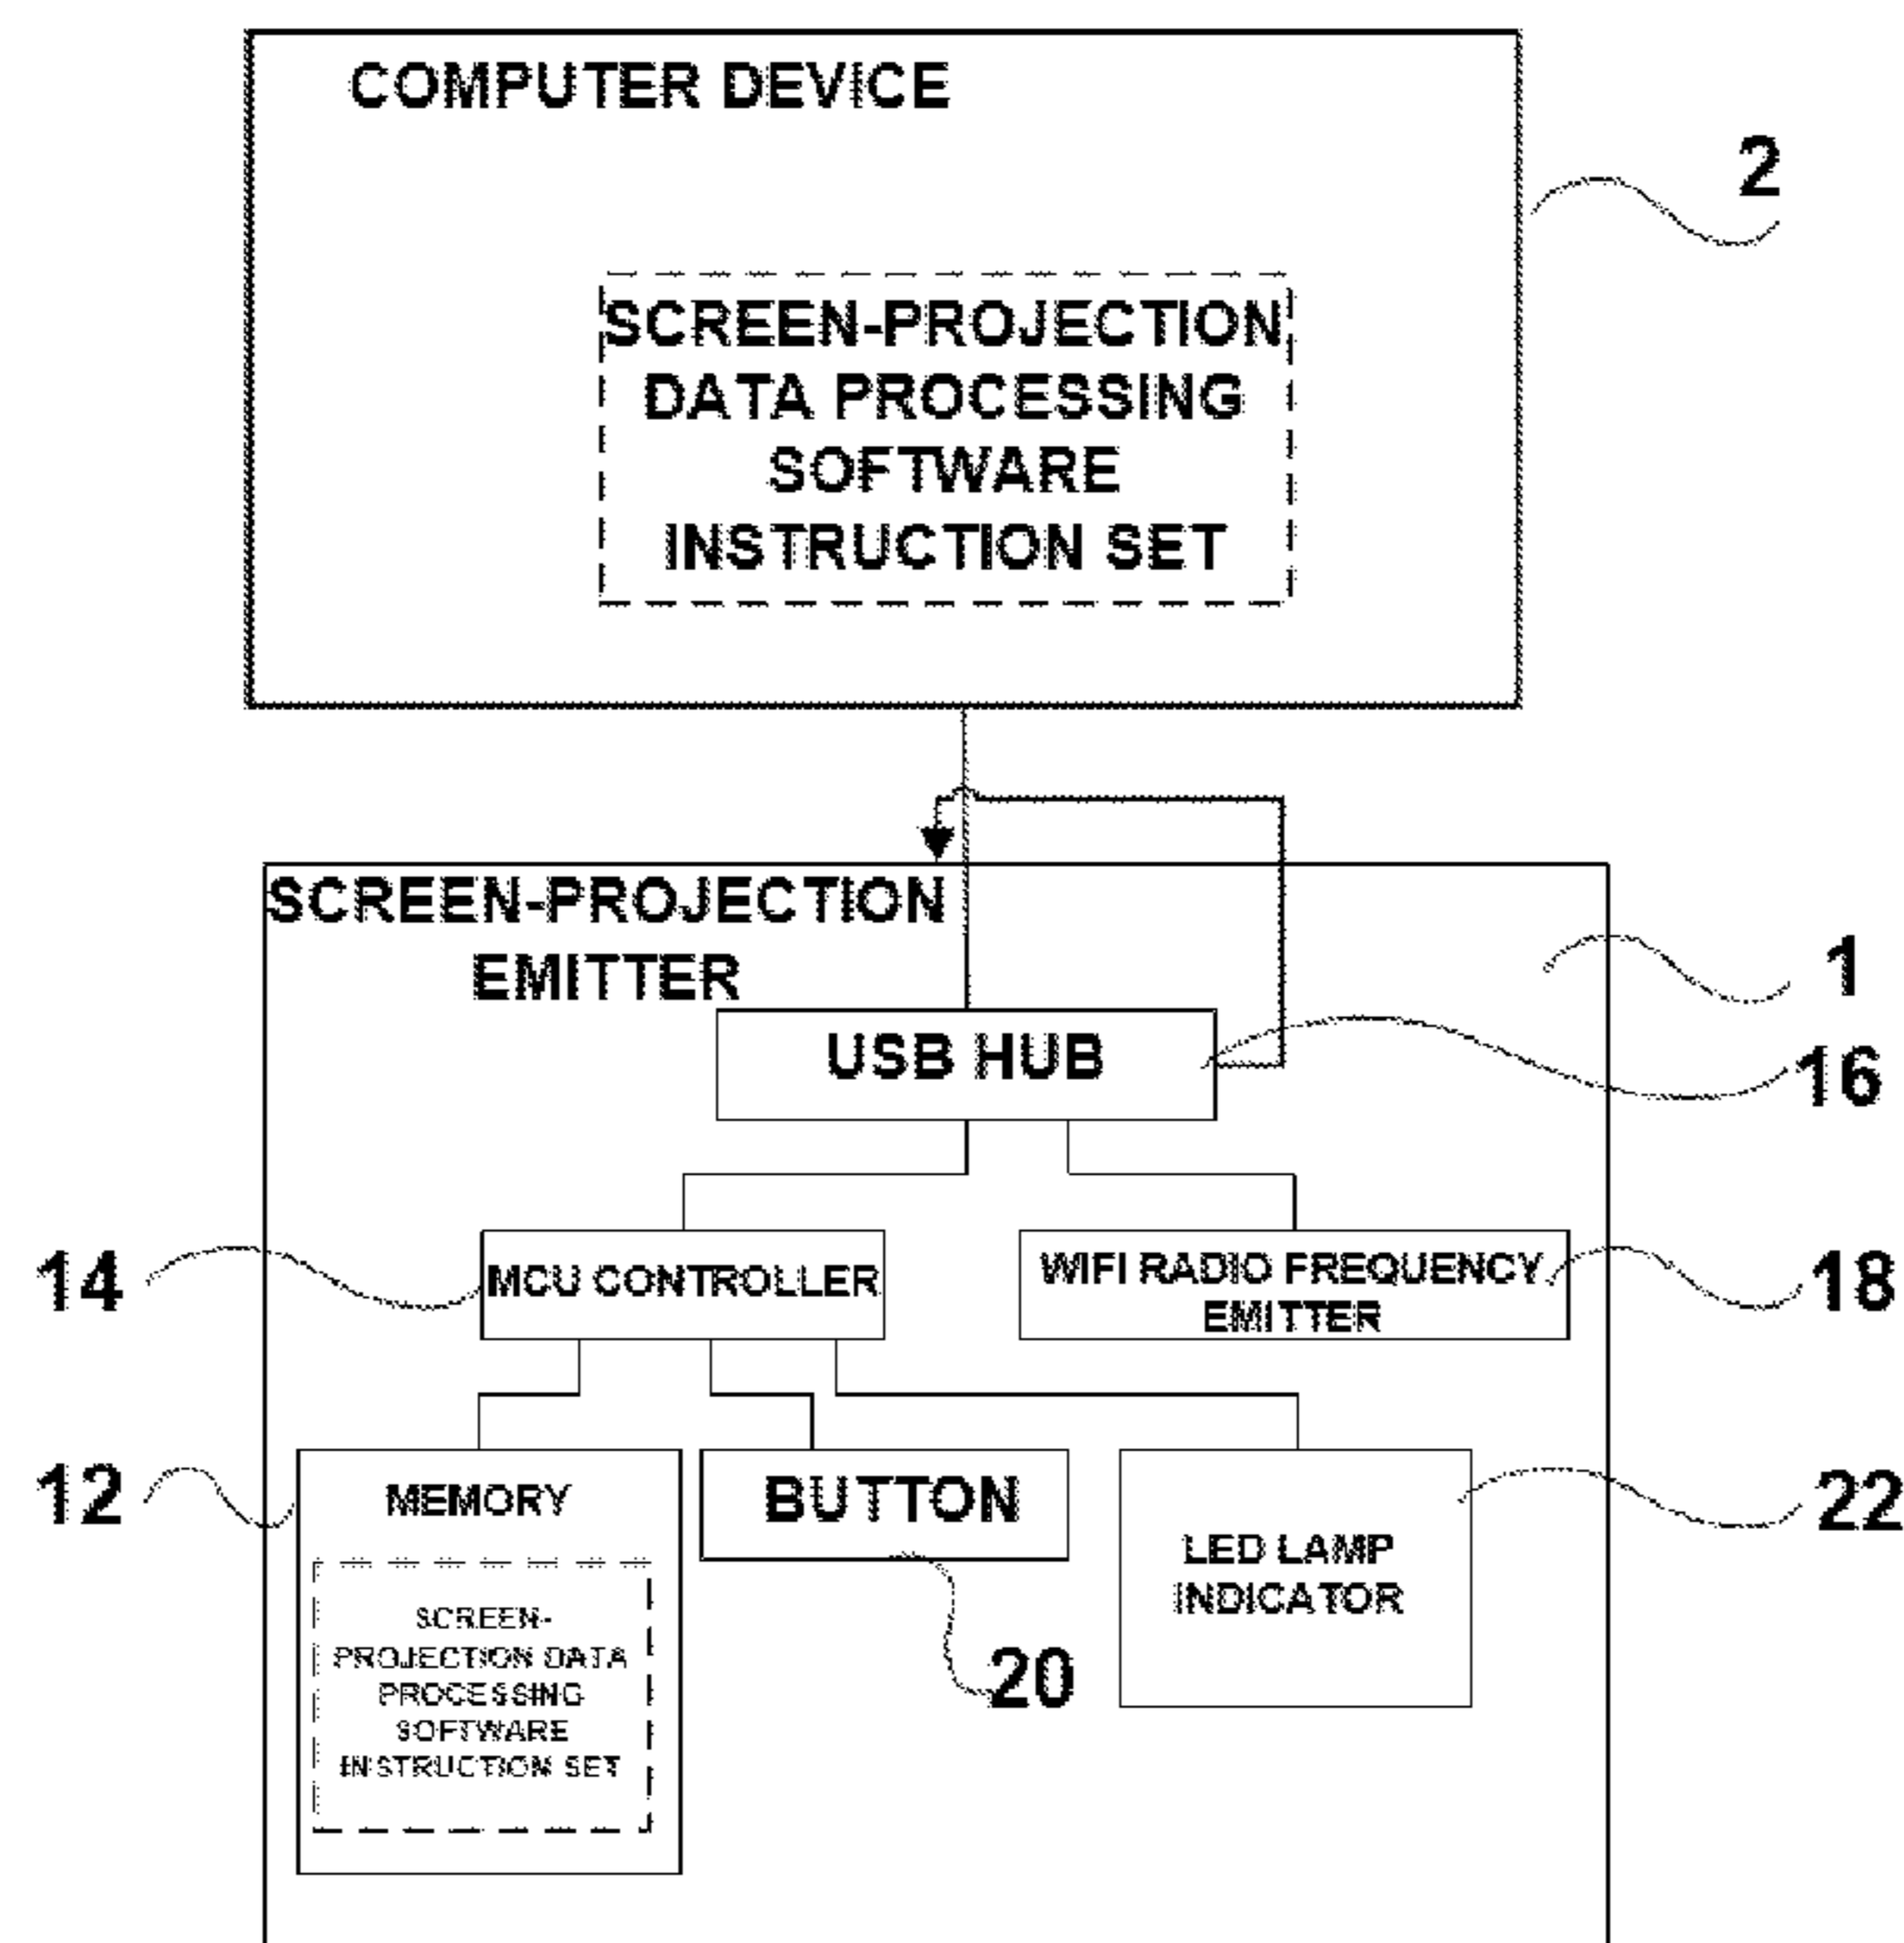 COMPUTER DEVICE
2
SCREEN-PROJECTION
DATA PROCESSING
SOFTWARE
INSTRUCTION SET
SCREEN-PROJECTION
EMITTER
1
USB HUB
16
14
MCU CONTROLLER
WIFI RADIO FREQUENCY
EMITTER
18
12
MEMORY
BUTTON
22
LED LAMP
INDICATOR
SCREEN-
PROJECTION DATA
PROCESSING
SOFTWARE
INSTRUCTION SET
20